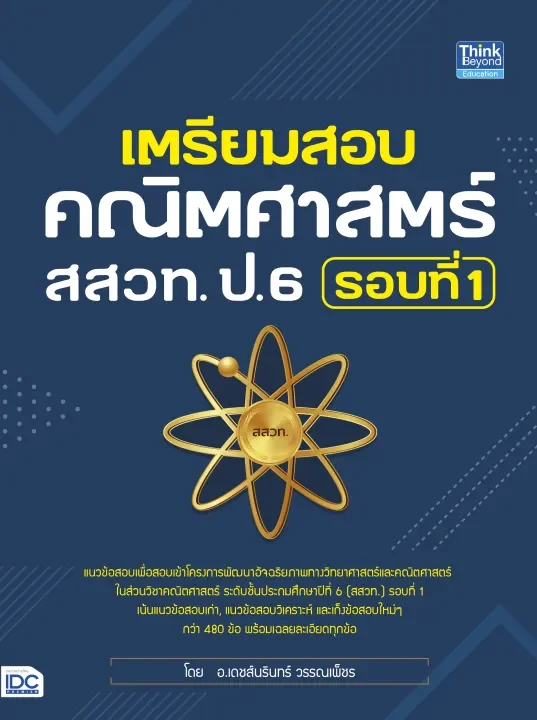 Think
Beyond
Education
เตรียมสอบ
คณิตศาสตร์
สสวท. ป.6 รอบที่ 1
สสวท.
แนวข้อสอบเพื่อสอบเข้าโครงการพัฒนาอัจฉริยภาพทางวิทยาศาสตร์และคณิตศาสตร์
ในส่วนวิชาคณิตศาสตร์ ระดับชั้นประถมศึกษาปีที่ 6 (สสวท.) รอบที่ 1
เน้นแนวข้อสอบเก่า, แนวข้อสอบวิเคราะห์ และเก็งข้อสอบใหม่ๆ
กว่า 480 ข้อ พร้อมเฉลยละเอียดทุกข้อ
โดย อ.เดชส์นรินทร์ วรรณเพ็ชร
IDC
PREMIER